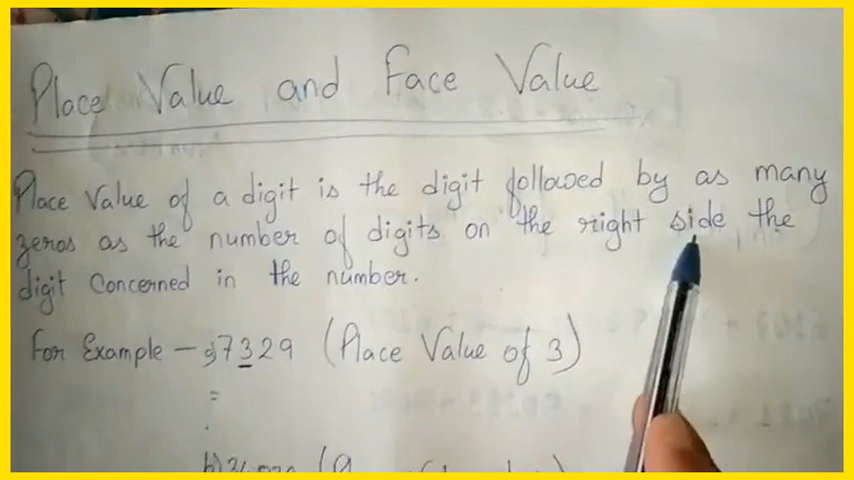 Place Value and Face Value
Place Value of a digit is the digit followed by as many
zeros as the number of digits on the right side the
digit Concerned in the number.
For Example - a) 7329 (Place Value of 3)
=